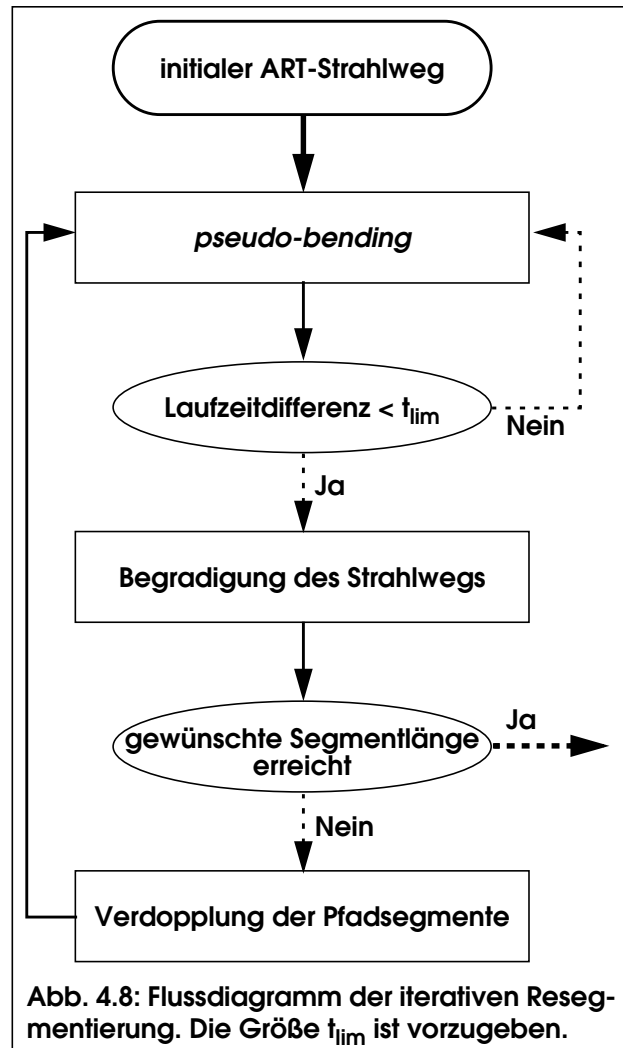 initialer ART-Strahlweg
pseudo-bending
Laufzeitdifferenz < tlim
Nein
Ja
Begradigung des Strahlwegs
Ja
gewünschte Segmentlänge
erreicht
Nein
Verdopplung der Pfadsegmente
Abb. 4.8: Flussdiagramm der iterativen Reseg-
mentierung. Die Größe tlim ist vorzugeben.